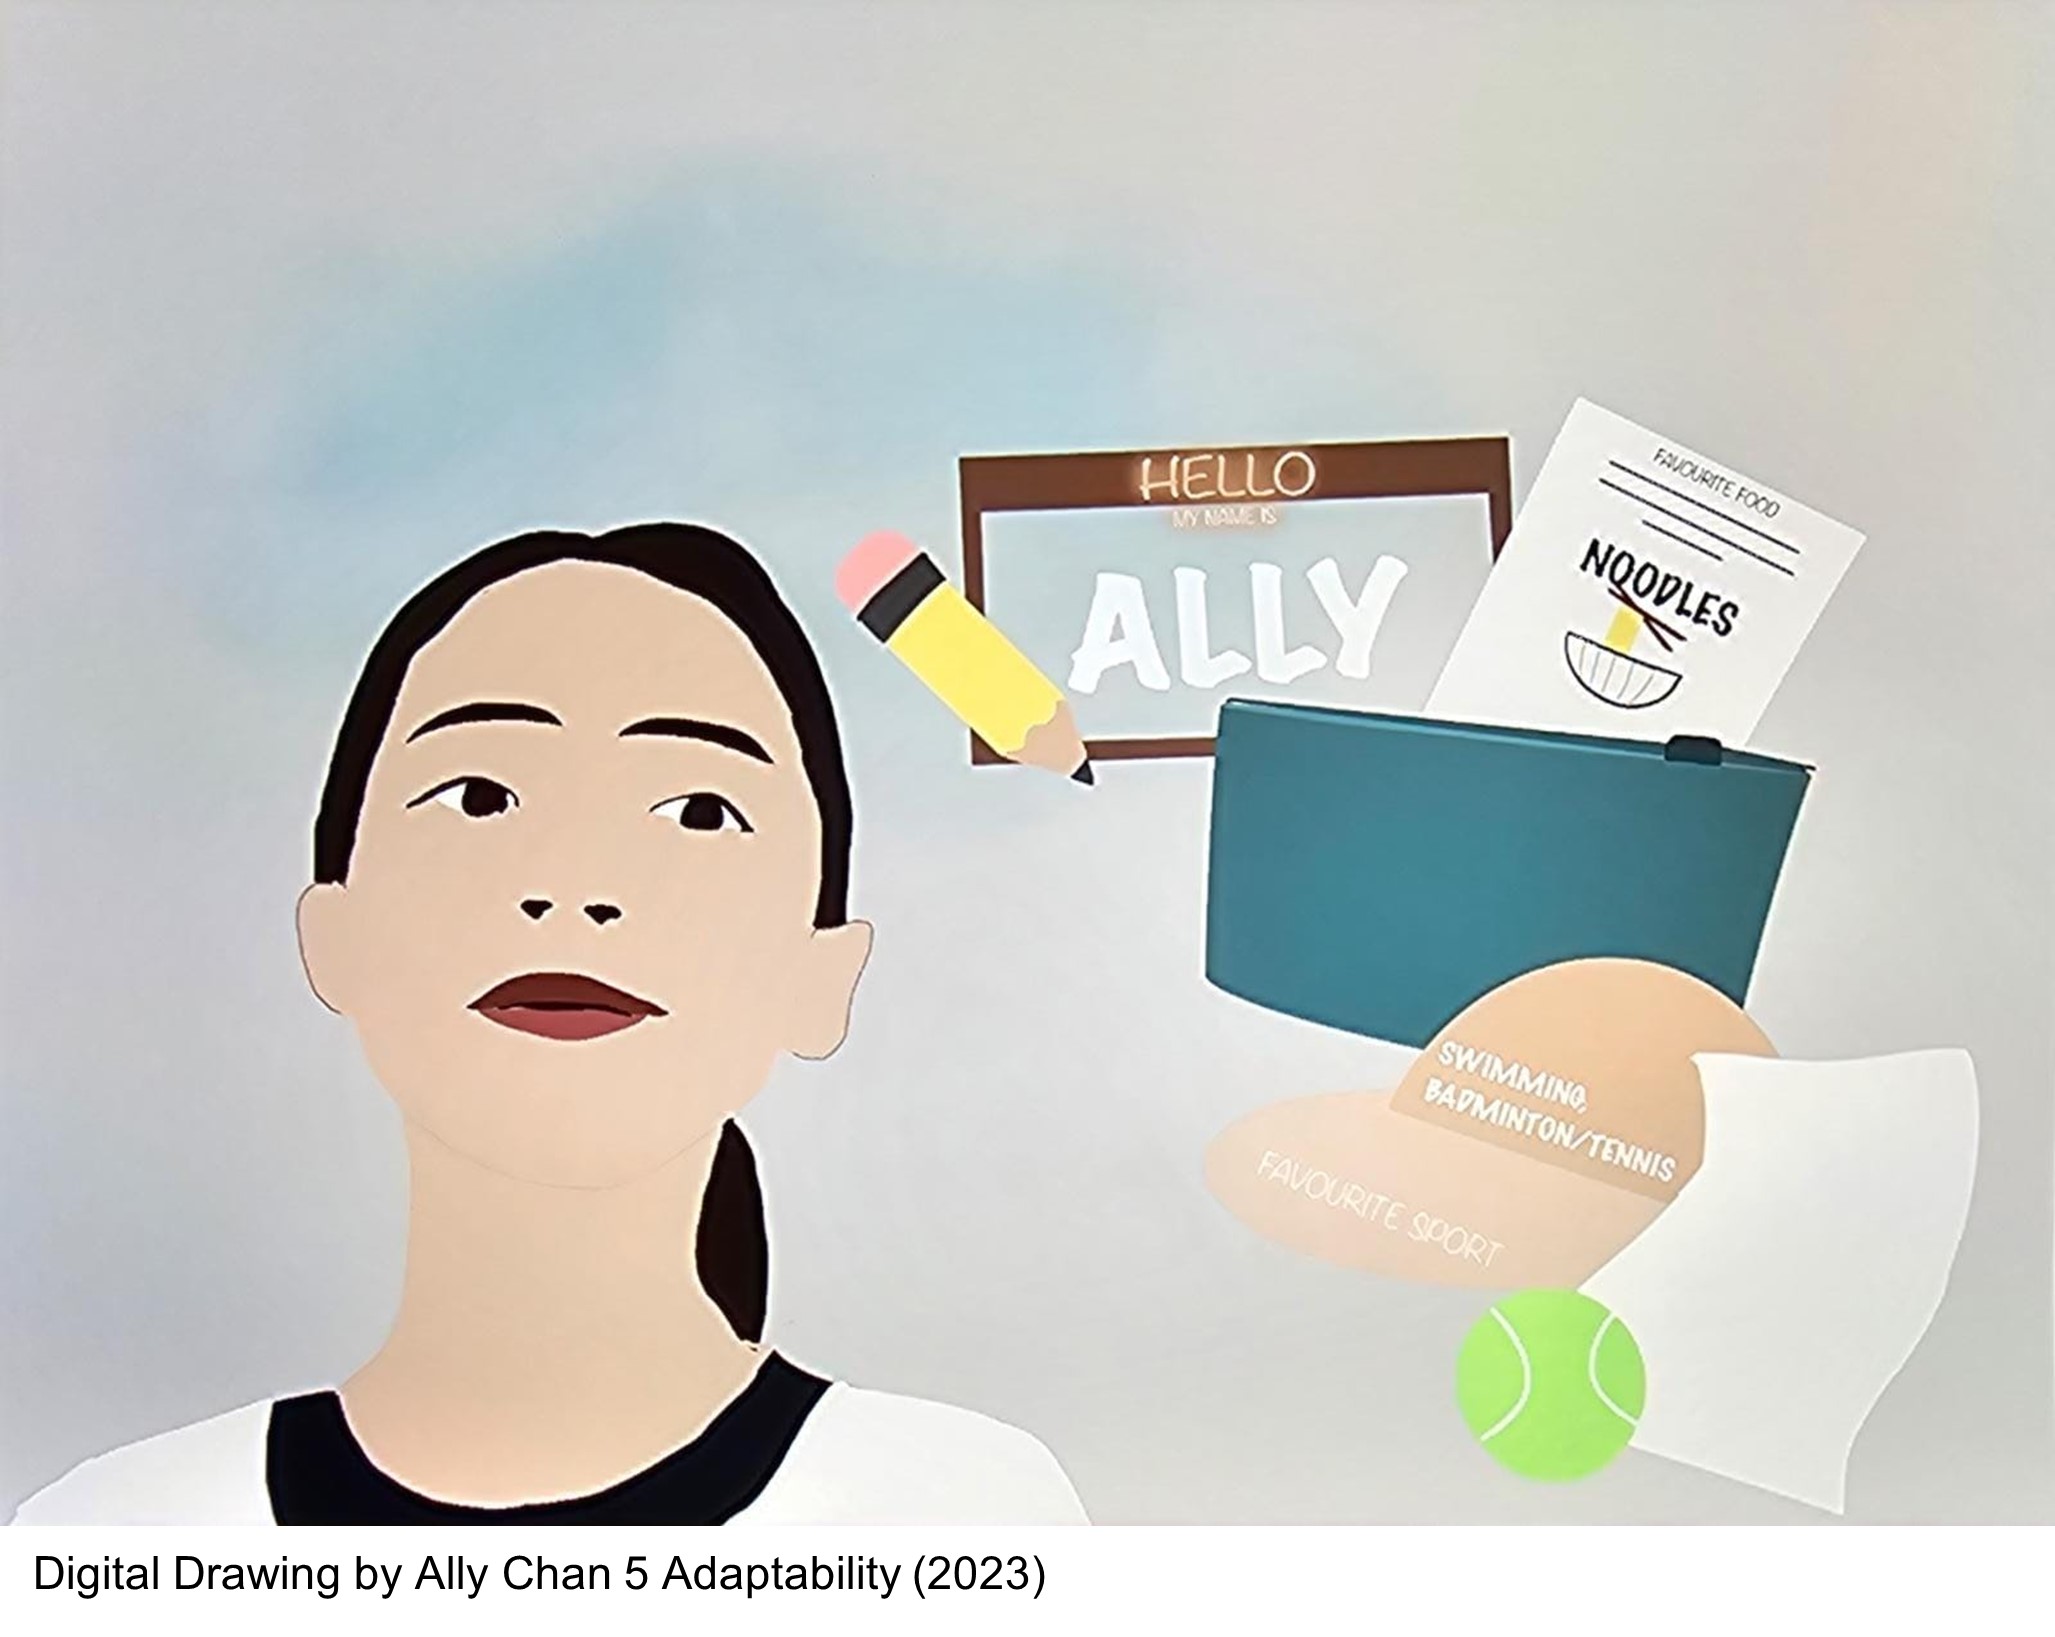 HELLO
MY NAME IS
ALLY
FAVOURITE FOOD
NOODLES
SWIMMING,
BADMINTON/TENNIS
FAVOURITE SPORT
Digital Drawing by Ally Chan 5 Adaptability (2023)